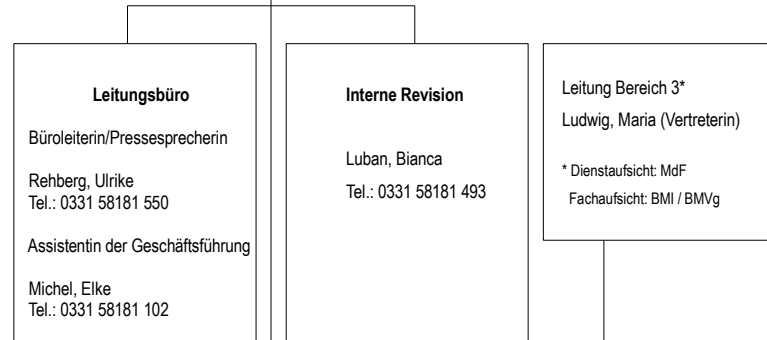 Leitungsbüro
Büroleiterin/Pressesprecherin
Rehberg, Ulrike
Tel.: 0331 58181 550
Assistentin der Geschäftsführung
Michel, Elke
Tel.: 0331 58181 102
Interne Revision
Luban, Bianca
Tel.: 0331 58181 493
Leitung Bereich 3*
Ludwig, Maria (Vertreterin)
* Dienstaufsicht: MdF
Fachaufsicht: BMI / BMVg